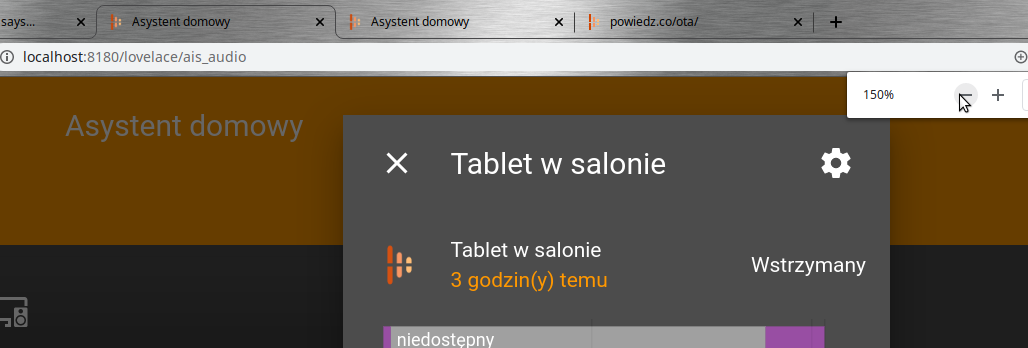 says...
Asystent domowy
Asystent domowy
powiedz.co/ota/
localhost:8180/lovelace/ais_audio
150%
Asystent domowy
Tablet w salonie
Tablet w salonie
3 godzin(y) temu
Wstrzymany
niedostępny